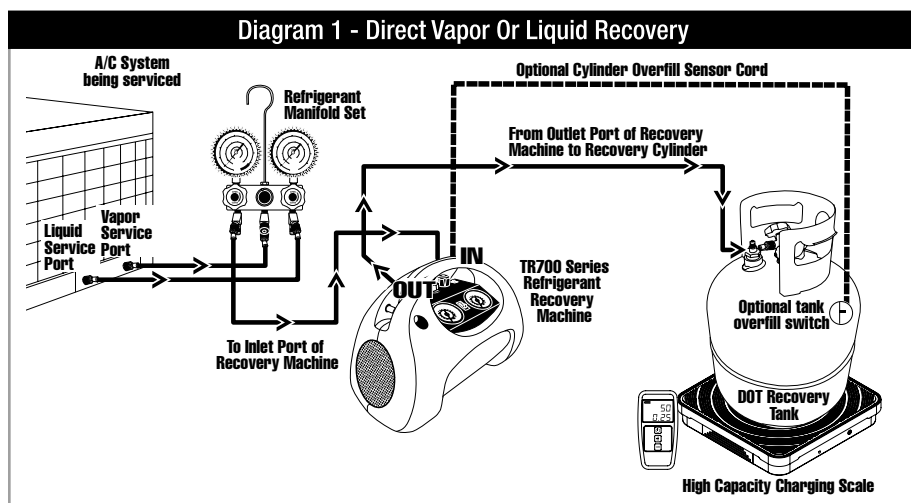 Diagram 1 - Direct Vapor Or Liquid Recovery
A/C System
being serviced
Refrigerant
Manifold Set
Optional Cylinder Overfill Sensor Cord
From Outlet Port of Recovery
Machine to Recovery Cylinder
Liquid
Service
Port
Vapor
Service
Port
IN
OUT
TR700 Series
Refrigerant
Recovery
Machine
To Inlet Port of
Recovery Machine
Optional tank
overfill switch
DOT Recovery
Tank
50
0.25
High Capacity Charging Scale